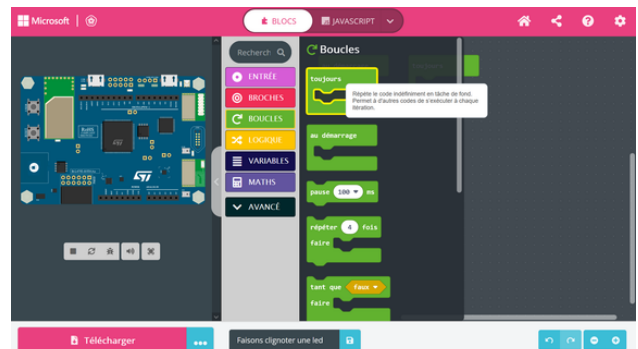 Microsoft
BLOCS
JAVASCRIPT
Recherch
ENTRÉE
BROCHES
BOUCLES
LOGIQUE
VARIABLES
MATHS
AVANCÉ
Boucles
toujours
Répète le code indéfiniment en tâche de fond.
Permet à d'autres codes de s'exécuter à chaque
itération.
au démarrage
pause 100 ms
répéter 4 fois
faire
tant que faux
faire
Télécharger
Faisons clignoter une led